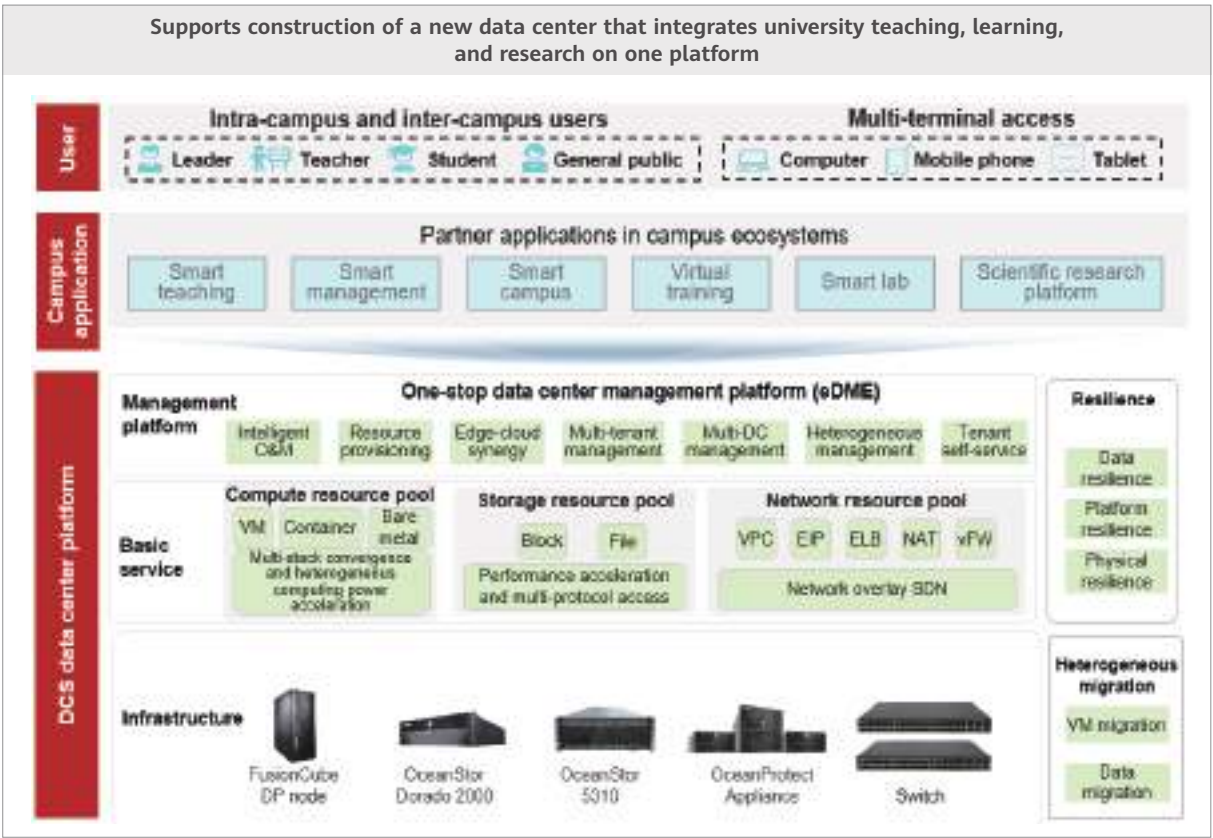 Supports construction of a new data center that integrates university teaching, learning,
and research on one platform
User
Intra-campus and inter-campus users
Leader
Teacher
Student
General public
Multi-terminal access
Computer
Mobile phone
Tablet
Campus
application
Partner applications in campus ecosystems
Smart
teaching
Smart
management
Smart
campus
Virtual
training
Smart lab
Scientific research
platform
DCS data center platform
Management
platform
One-stop data center management platform (eDME)
Intelligent
O&M
Resource
provisioning
Edge-cloud
synergy
Multi-tenant
management
Multi-DC
management
Heterogeneous
management
Tenant
self-service
Basic
service
Compute resource pool
VM
Container
Bare
metal
Multi-stack convergence
and heterogeneous
computing power
acceleration
Storage resource pool
Block
File
Performance acceleration
and multi-protocol access
Network resource pool
VPC
EIP
ELB
NAT
vFW
Network overlay SDN
Infrastructure
FusionCube
DP node
OceanStor
Dorado 2000
OceanStor
5310
OceanProtect
Appliance
Switch
Resilience
Data
resilience
Platform
resilience
Physical
resilience
Heterogeneous
migration
VM migration
Data
migration